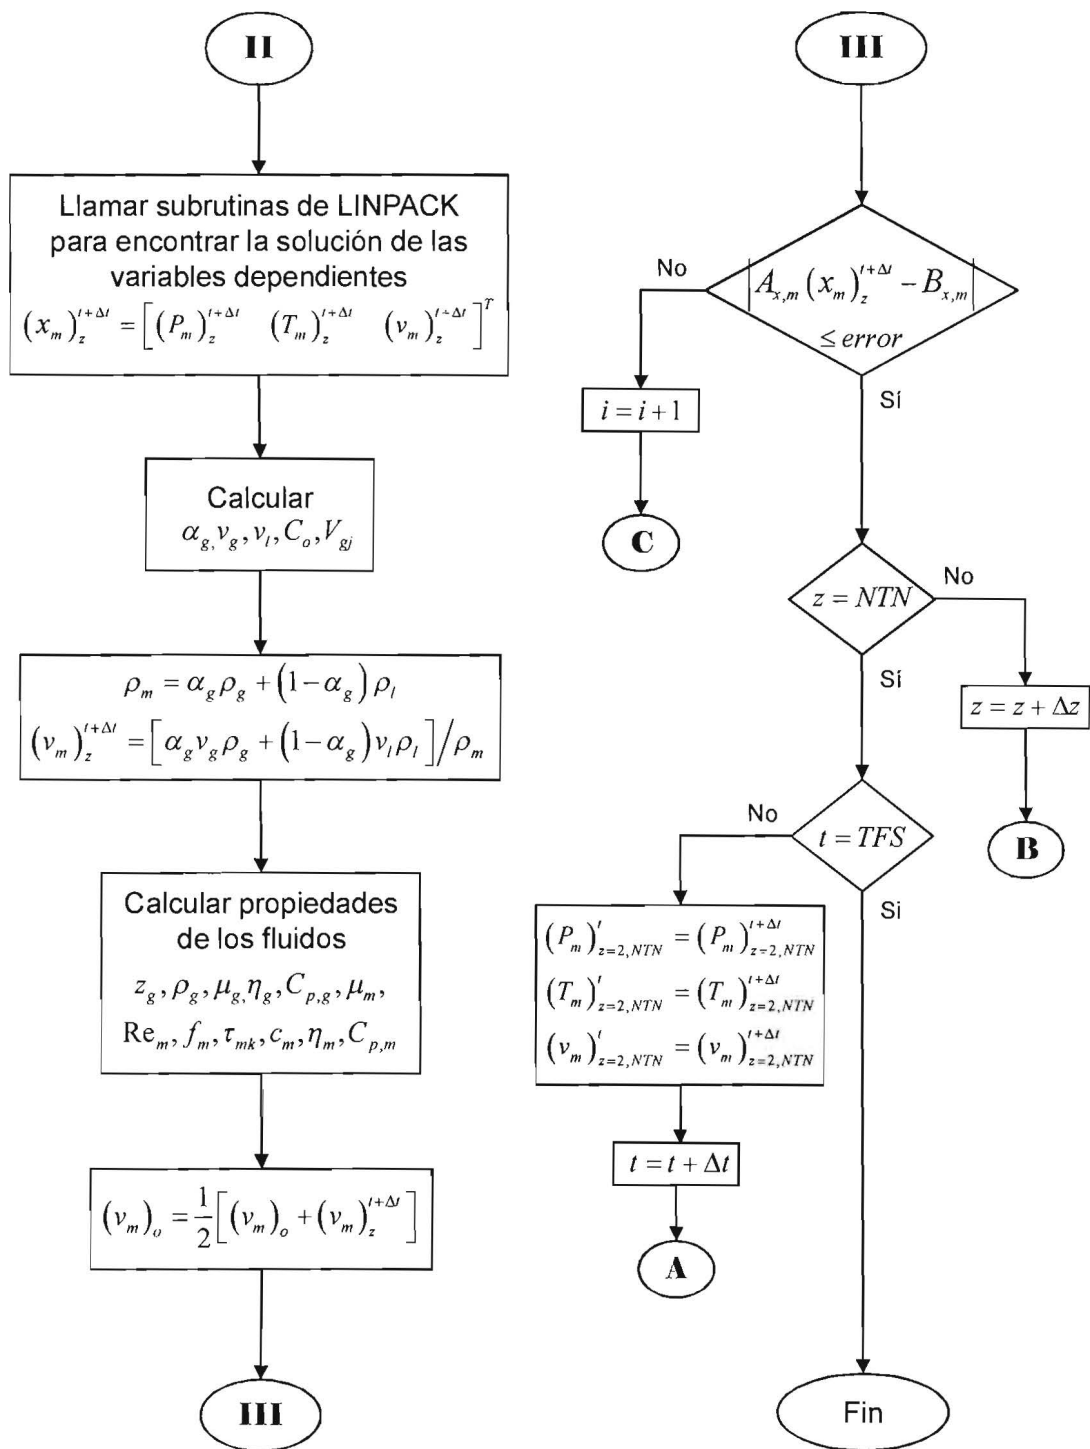 II
Llamar subrutinas de LINPACK
para encontrar la solución de las
variables dependientes
(x_m)_z^{t+Δt} = [(P_m)_z^{t+Δt} (T_m)_z^{t+Δt} (v_m)_z^{t+Δt}]^T
Calcular
α_g, v_g, v_l, C_o, V_{gj}
ρ_m = α_g ρ_g + (1 − α_g) ρ_l
(v_m)_z^{t+Δt} = [α_g v_g ρ_g + (1 − α_g) v_l ρ_l] / ρ_m
Calcular propiedades
de los fluidos
z_g, ρ_g, μ_g, η_g, C_{p,g}, μ_m,
Re_m, f_m, τ_{mk}, c_m, η_m, C_{p,m}
(v_m)_o = \frac{1}{2} [(v_m)_o + (v_m)_z^{t+Δt}]
III
III
|A_{x,m} (x_m)_z^{t+Δt} − B_{x,m}|
≤ error
No
Sí
i = i + 1
C
z = NTN
No
Sí
z = z + Δz
B
t = TFS
No
Si
(P_m)^t_{z=2,NTN} = (P_m)^{t+Δt}_{z=2,NTN}
(T_m)^t_{z=2,NTN} = (T_m)^{t+Δt}_{z=2,NTN}
(v_m)^t_{z=2,NTN} = (v_m)^{t+Δt}_{z=2,NTN}
t = t + Δt
A
Fin